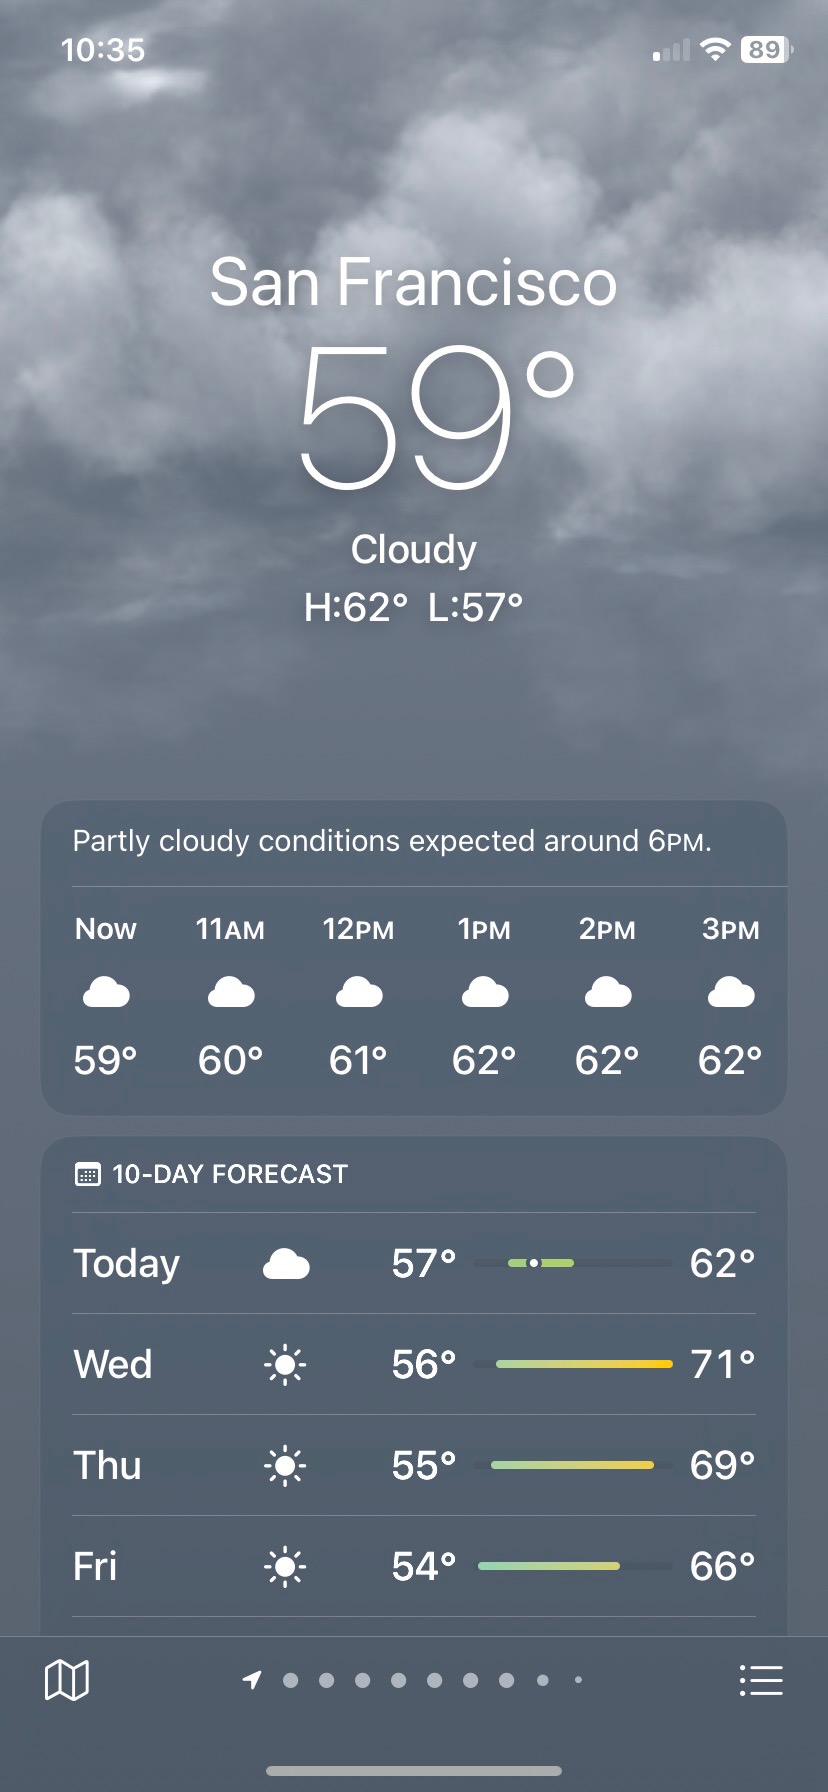 10:35 89
San Francisco
59°
Cloudy
H:62° L:57°
Partly cloudy conditions expected around 6PM.
Now 11AM 12PM 1PM 2PM 3PM
59° 60° 61° 62° 62° 62°
10-DAY FORECAST
Today 57° 62°
Wed 56° 71°
Thu 55° 69°
Fri 54° 66°